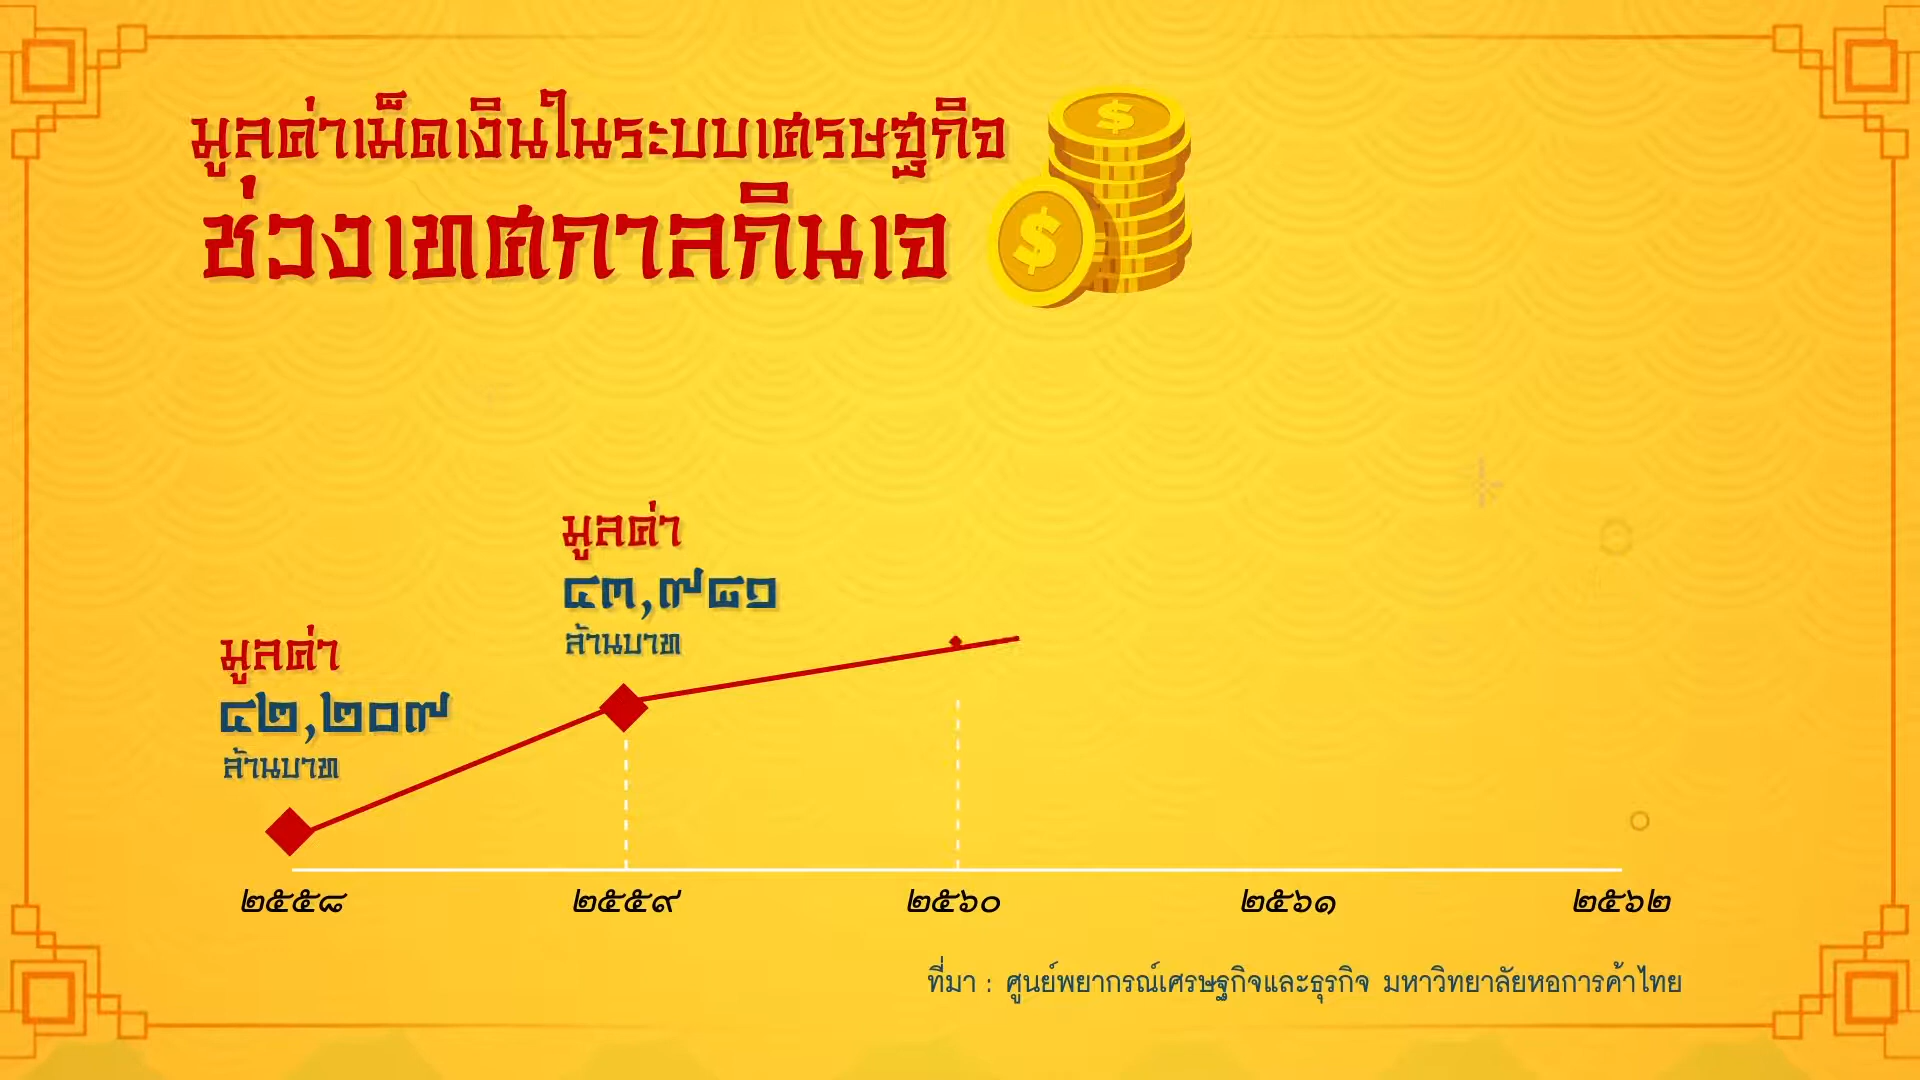 มูลค่าเม็ดเงินในระบบเศรษฐกิจ
ช่วงเทศกาลกินเจ
มูลค่า
๔๓,๗๘๑
ล้านบาท
มูลค่า
๔๒,๒๐๗
ล้านบาท
๒๕๕๘ ๒๕๕๙ ๒๕๖๐ ๒๕๖๑ ๒๕๖๒
ที่มา : ศูนย์พยากรณ์เศรษฐกิจและธุรกิจ มหาวิทยาลัยหอการค้าไทย